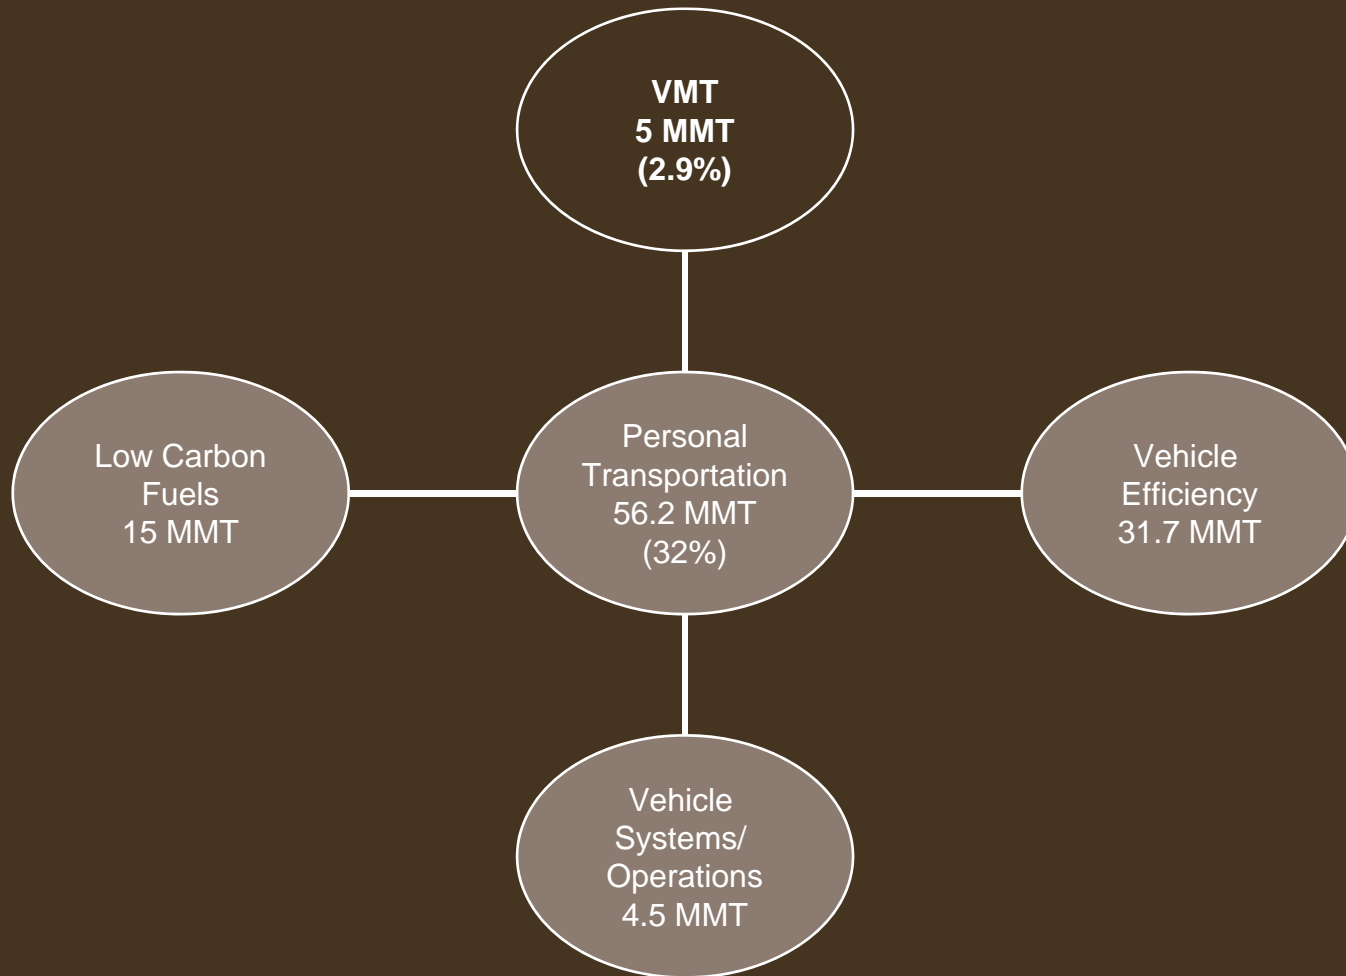 VMT
5 MMT
(2.9%)
Low Carbon
Fuels
15 MMT
Personal
Transportation
56.2 MMT
(32%)
Vehicle
Efficiency
31.7 MMT
Vehicle
Systems/
Operations
4.5 MMT